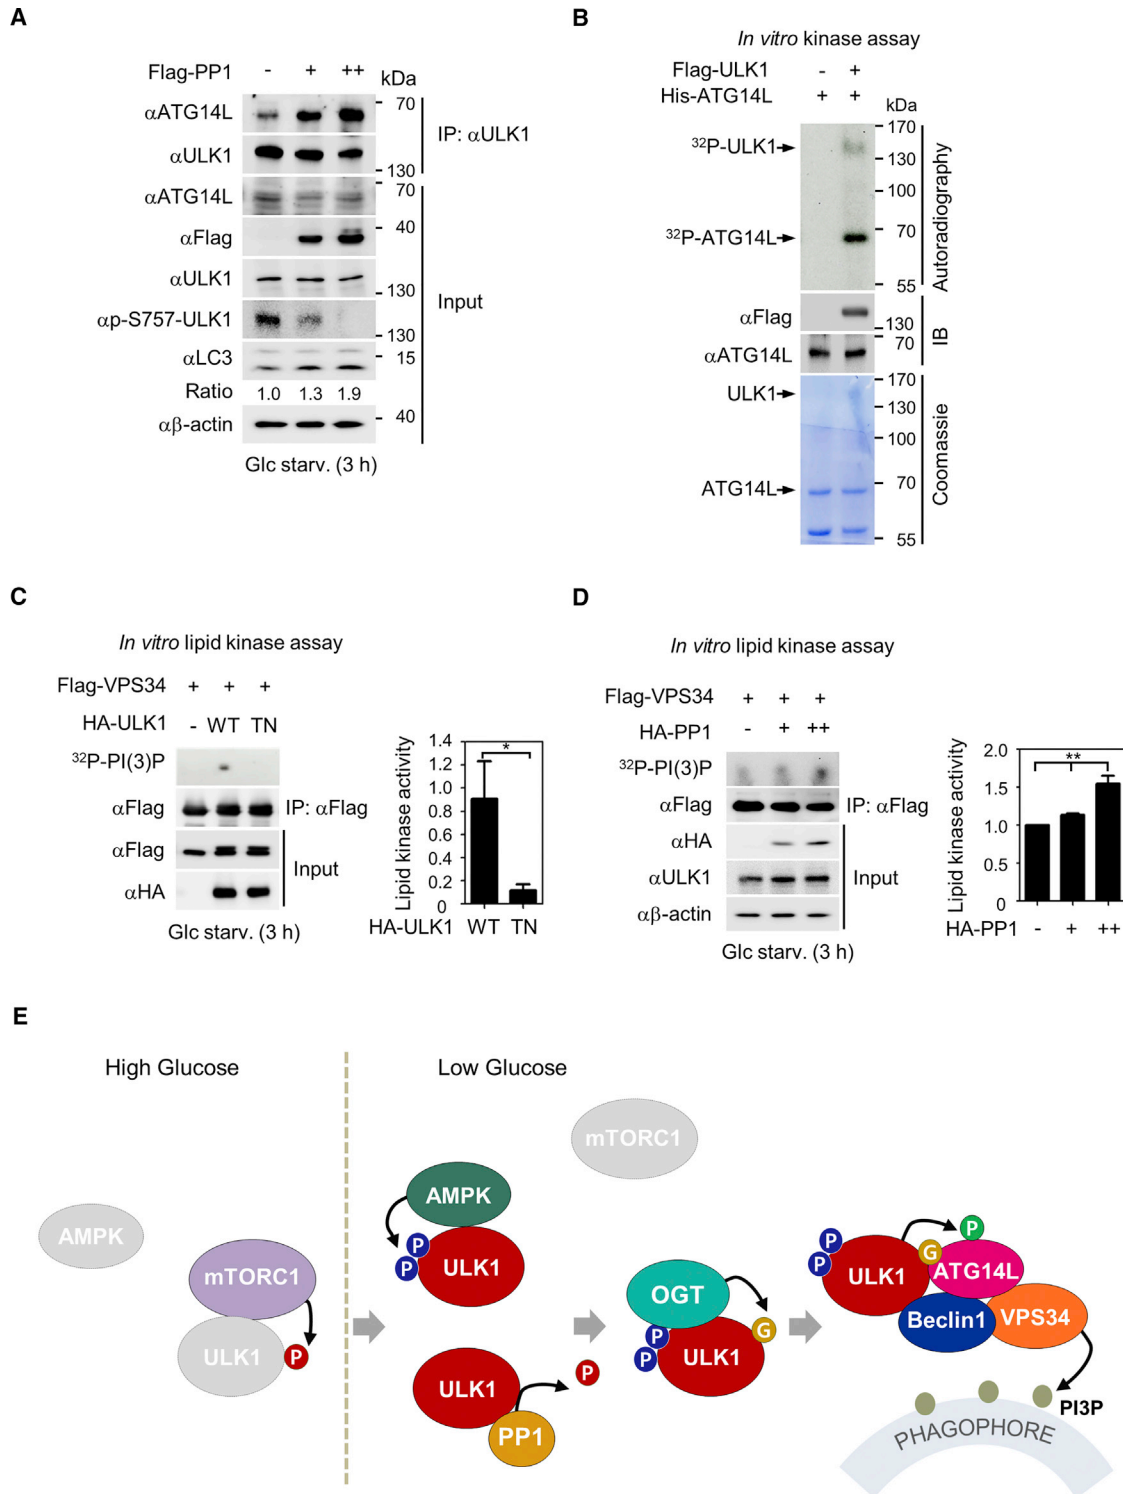 A
Flag-PP1 - + ++ kDa
αATG14L 70
αULK1 130
IP: αULK1
αATG14L 70
αFlag 40
αULK1 130
αp-S757-ULK1 130
αLC3 15
Ratio 1.0 1.3 1.9
αβ-actin 40
Input
Glc starv. (3 h)
B
In vitro kinase assay
Flag-ULK1 - +
His-ATG14L + + kDa
170
32P-ULK1 130
100
32P-ATG14L 70
55
Autoradiography
αFlag 130
αATG14L 70
IB
170
ULK1 130
100
ATG14L 70
55
Coomassie
C
In vitro lipid kinase assay
Flag-VPS34 + + +
HA-ULK1 - WT TN
32P-PI(3)P
αFlag IP: αFlag
αFlag
αHA
Input
Glc starv. (3 h)
Lipid kinase activity
1.4
1.2
1.0
0.8
0.6
0.4
0.2
0
*
HA-ULK1 WT TN
D
In vitro lipid kinase assay
Flag-VPS34 + + +
HA-PP1 - + ++
32P-PI(3)P
αFlag IP: αFlag
αHA
αULK1 Input
αβ-actin
Glc starv. (3 h)
Lipid kinase activity
2.0
1.5
1.0
0.5
0
**
HA-PP1 - + ++
E
High Glucose
Low Glucose
AMPK
mTORC1
ULK1 P
mTORC1
AMPK
P
P
ULK1
ULK1 P
PP1
OGT
G
P
P
ULK1
P
P
P
ULK1 G ATG14L
Beclin1 VPS34
PI3P
PHAGOPHORE